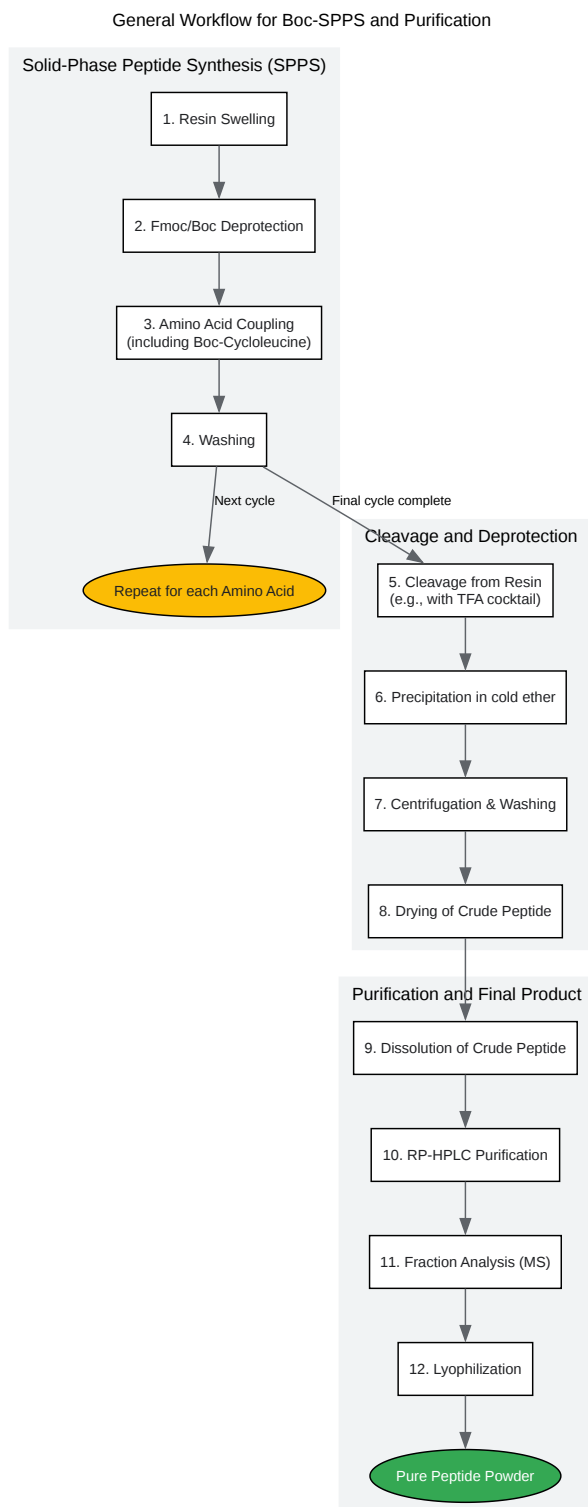 General Workflow for Boc-SPPS and Purification
Solid-Phase Peptide Synthesis (SPPS)
1. Resin Swelling
2. Fmoc/Boc Deprotection
3. Amino Acid Coupling
(including Boc-Cycloleucine)
4. Washing
Next cycle
Final cycle complete
Repeat for each Amino Acid
Cleavage and Deprotection
5. Cleavage from Resin
(e.g., with TFA cocktail)
6. Precipitation in cold ether
7. Centrifugation & Washing
8. Drying of Crude Peptide
Purification and Final Product
9. Dissolution of Crude Peptide
10. RP-HPLC Purification
11. Fraction Analysis (MS)
12. Lyophilization
Pure Peptide Powder